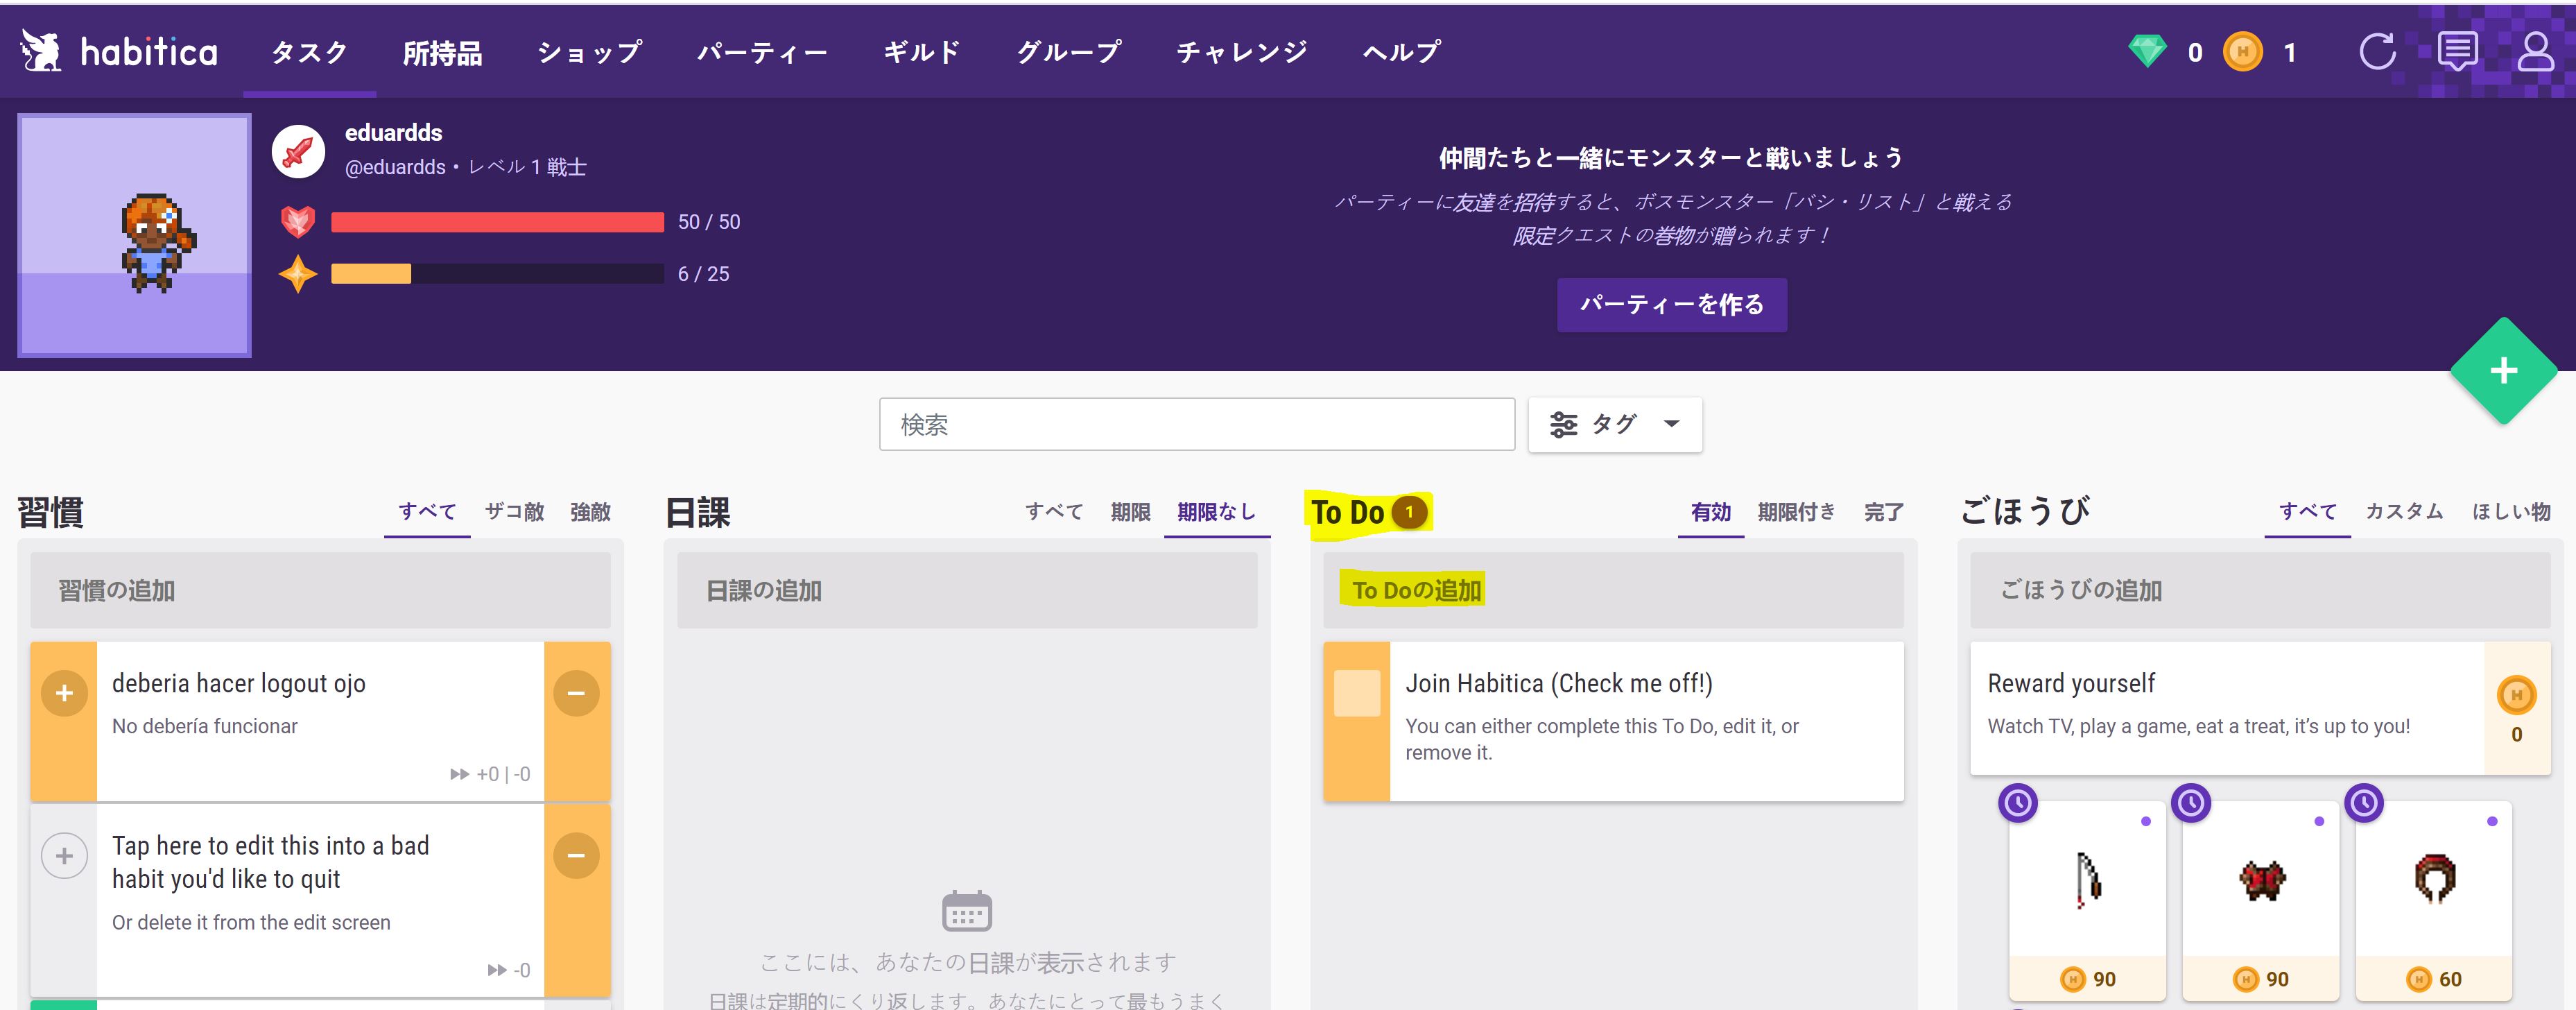 habitica タスク 所持品 ショップ パーティー ギルド グループ チャレンジ ヘルプ 0 1
eduardds
@eduardds・レベル 1 戦士
50 / 50
6 / 25
仲間たちと一緒にモンスターと戦いましょう
パーティーに友達を招待すると、ボスモンスター「バシ・リスト」と戦える
限定クエストの巻物が贈られます！
パーティーを作る
検索
タグ
習慣 すべて ザコ敵 強敵
習慣の追加
deberia hacer logout ojo
No debería funcionar
+0 | -0
Tap here to edit this into a bad
habit you'd like to quit
Or delete it from the edit screen
-0
日課 すべて 期限 期限なし
日課の追加
ここには、あなたの日課が表示されます
日課は定期的にくり返します。あなたにとって最もうまく
To Do 1 有効 期限付き 完了
To Doの追加
Join Habitica (Check me off!)
You can either complete this To Do, edit it, or
remove it.
ごほうび すべて カスタム ほしい物
ごほうびの追加
Reward yourself
Watch TV, play a game, eat a treat, it’s up to you!
0
90 90 60